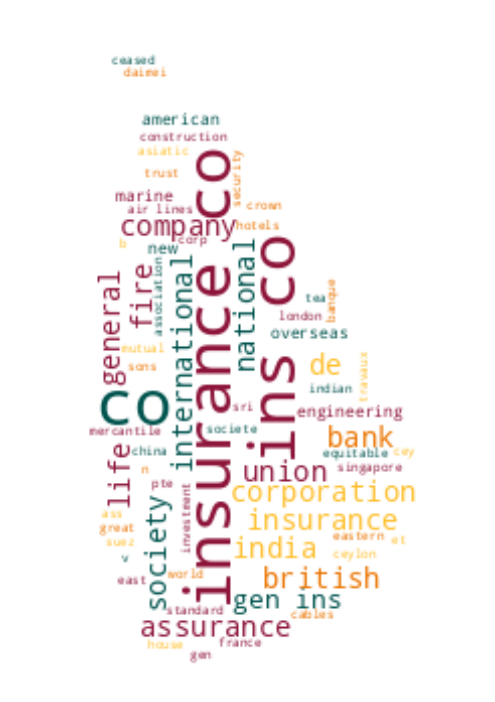 ceased
daimei
american
construction
asiatic
security
co
trust
marine
crown
air lines
company
hotels
b
new
corp
co
national
international
association
fire
general
tea
banque
london
overseas
mutual
sons
de
travaux
indian
co
insurance
ins
sri
engineering
mercantile
societe
bank
china
equitable
cey
life
n
union
singapore
pte
investment
corporation
ass
society
great
insurance
suez
eastern
et
v
india
ceylon
east
world
british
gen ins
standard
cables
assurance
house
france
gen